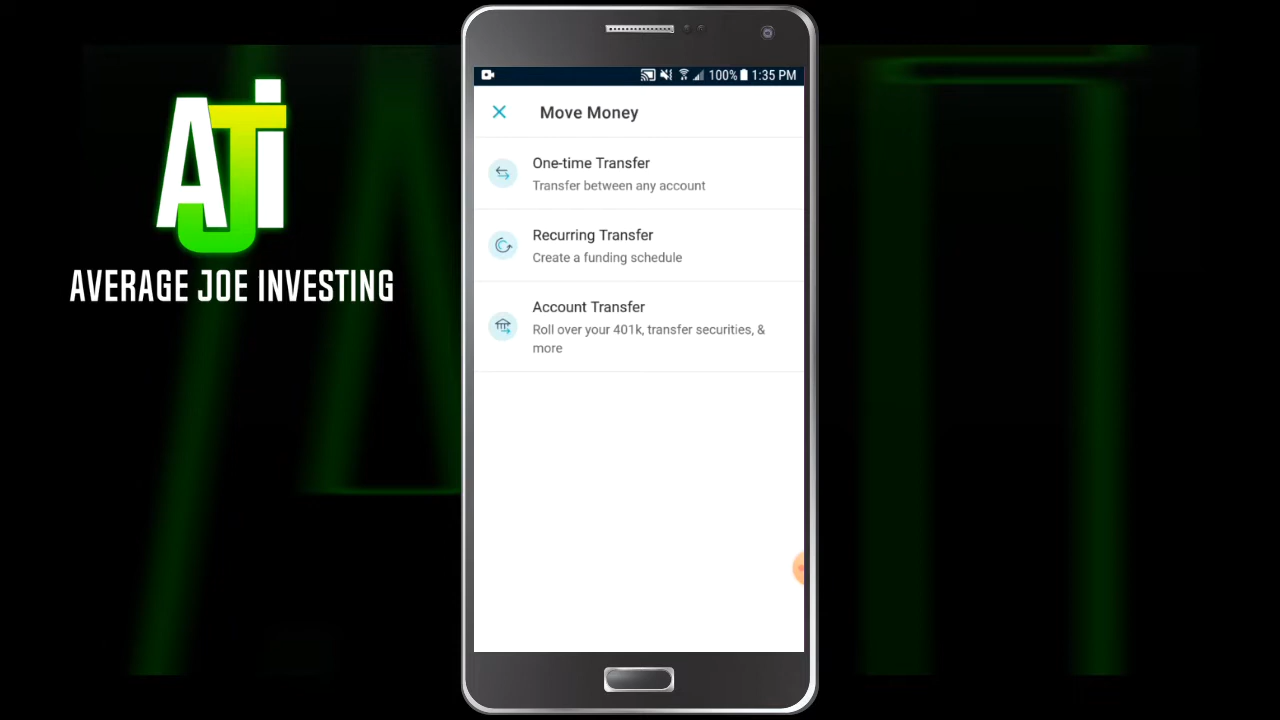 AJi
AVERAGE JOE INVESTING
100% 1:35 PM
Move Money
One-time Transfer
Transfer between any account
Recurring Transfer
Create a funding schedule
Account Transfer
Roll over your 401k, transfer securities, &
more